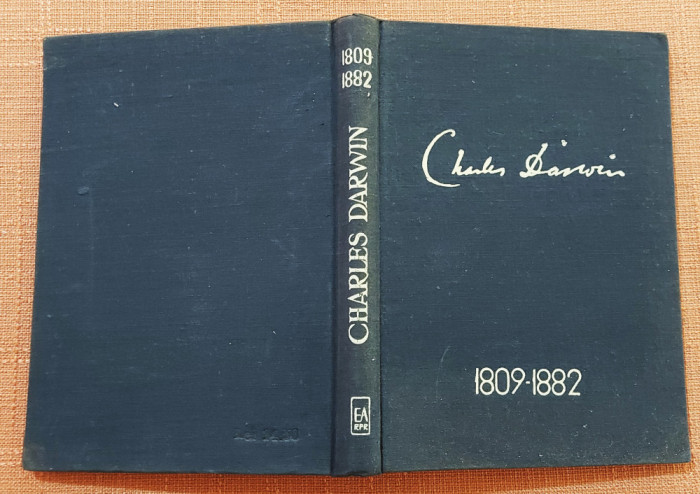 1809
1882
CHARLES DARWIN
EA
RPR
Charles Darwin
1809-1882